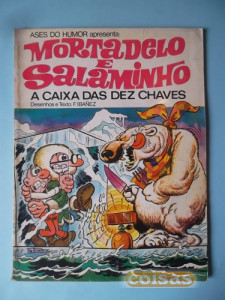 ASES DO HUMOR apresenta:
MORTADELO E
SALAMINHO
A CAIXA DAS DEZ CHAVES
Desenhos e Texto: F. IBAÑEZ
coisas